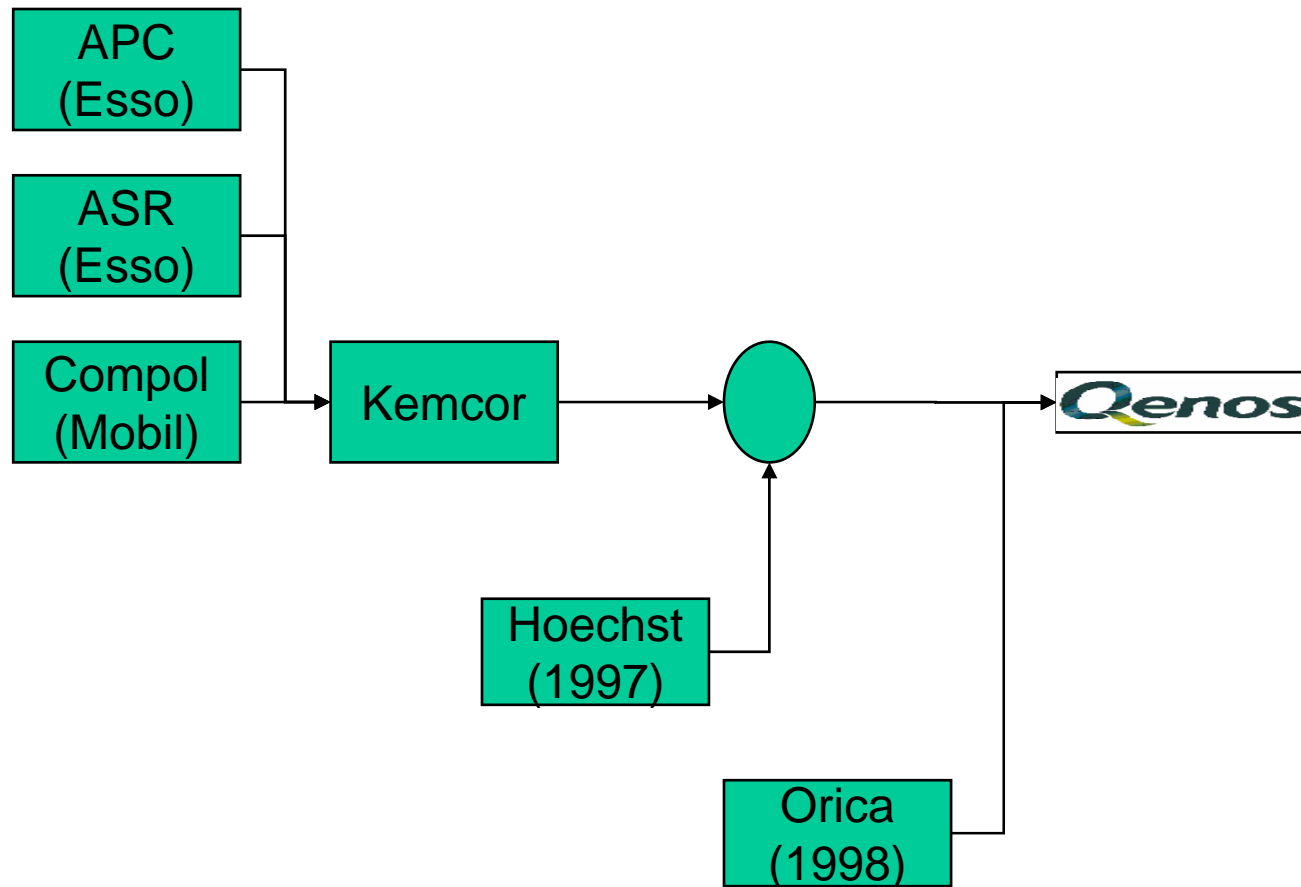 APC
(Esso)
ASR
(Esso)
Compol
(Mobil)
Kemcor
Qenos
Hoechst
(1997)
Orica
(1998)